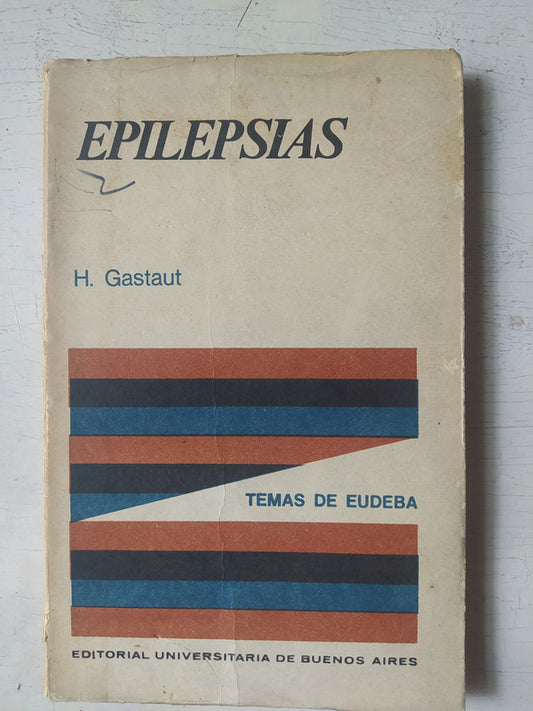 EPILEPSIAS
H. Gastaut
TEMAS DE EUDEBA
EDITORIAL UNIVERSITARIA DE BUENOS AIRES